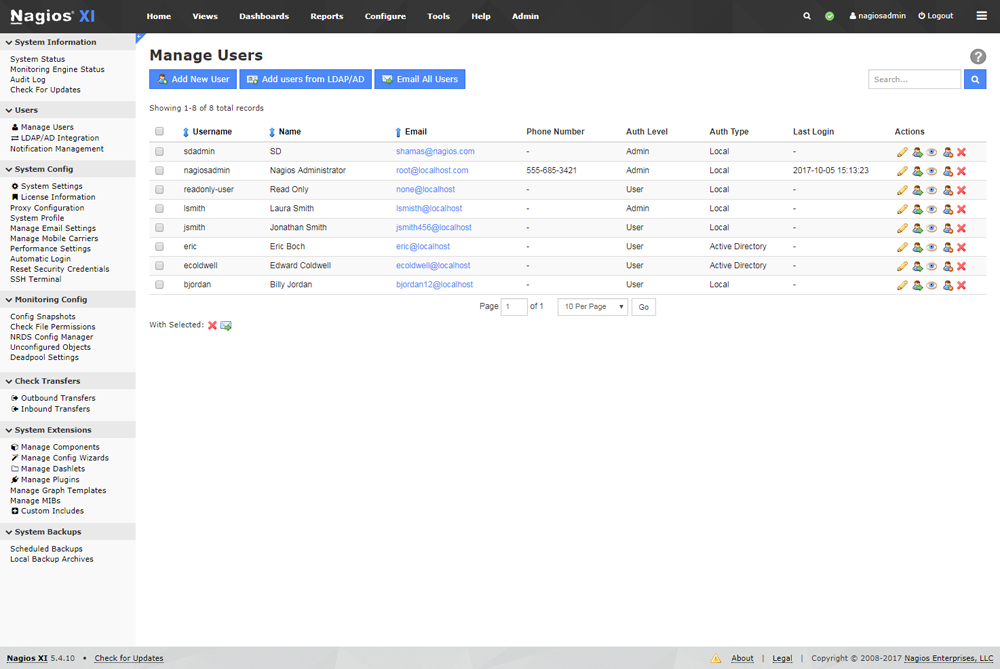 Nagios® XI
Home Views Dashboards Reports Configure Tools Help Admin
nagiosadmin Logout
System Information
System Status
Monitoring Engine Status
Audit Log
Check For Updates
Users
Manage Users
LDAP/AD Integration
Notification Management
System Config
System Settings
License Information
Proxy Configuration
System Profile
Manage Email Settings
Manage Mobile Carriers
Performance Settings
Automatic Login
Reset Security Credentials
SSH Terminal
Monitoring Config
Config Snapshots
Check File Permissions
NRDS Config Manager
Unconfigured Objects
Deadpool Settings
Check Transfers
Outbound Transfers
Inbound Transfers
System Extensions
Manage Components
Manage Config Wizards
Manage Dashlets
Manage Plugins
Manage Graph Templates
Manage MIBs
Custom Includes
System Backups
Scheduled Backups
Local Backup Archives
Manage Users
?
Add New User Add users from LDAP/AD Email All Users
Search...
Showing 1-8 of 8 total records
Username Name Email Phone Number Auth Level Auth Type Last Login Actions
sdadmin SD shamas@nagios.com - Admin Local -
nagiosadmin Nagios Administrator root@localhost.com 555-685-3421 Admin Local 2017-10-05 15:13:23
readonly-user Read Only none@localhost - User Local -
lsmith Laura Smith lsmisth@localhost - Admin Local -
jsmith Jonathan Smith jsmith456@localhost - User Local -
eric Eric Boch eric@localhost - User Active Directory -
ecoldwell Edward Coldwell ecoldwell@localhost - User Active Directory -
bjordan Billy Jordan bjordan12@localhost - User Local -
Page 1 of 1 10 Per Page Go
With Selected:
Nagios XI 5.4.10 • Check for Updates
About | Legal | Copyright © 2008-2017 Nagios Enterprises, LLC